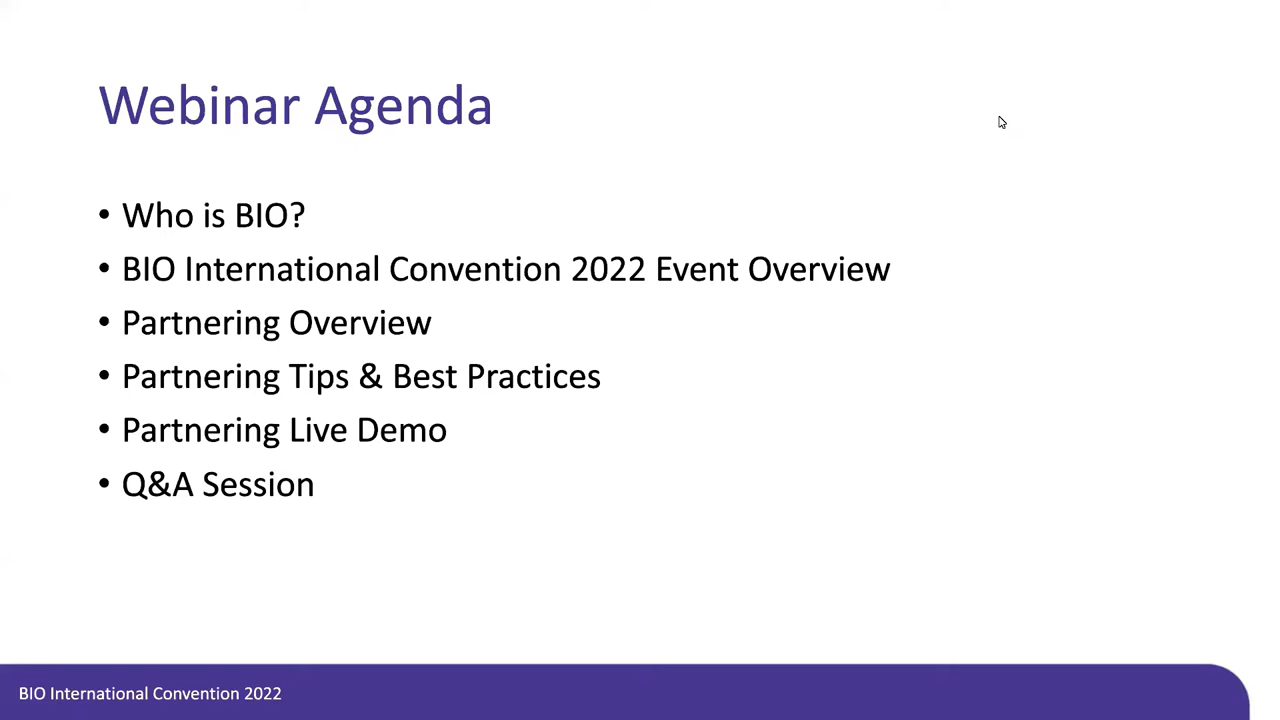 Webinar Agenda
• Who is BIO?
• BIO International Convention 2022 Event Overview
• Partnering Overview
• Partnering Tips & Best Practices
• Partnering Live Demo
• Q&A Session
BIO International Convention 2022